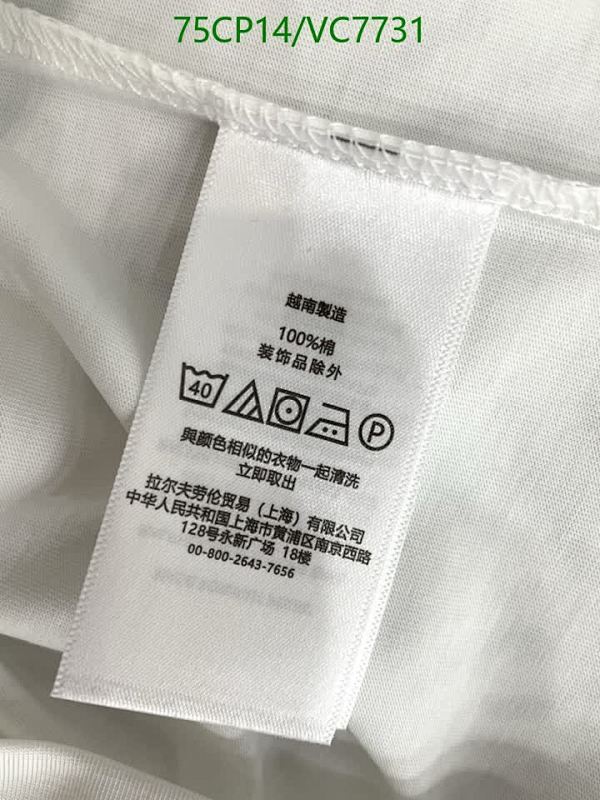 75CP14/VC7731
越南製造
100%棉
装饰品除外
40 P
與颜色相似的衣物一起清洗
立即取出
拉尔夫劳伦贸易（上海）有限公司
中华人民共和国上海市黄浦区南京西路
128号永新广场 18楼
00-800-2643-7656